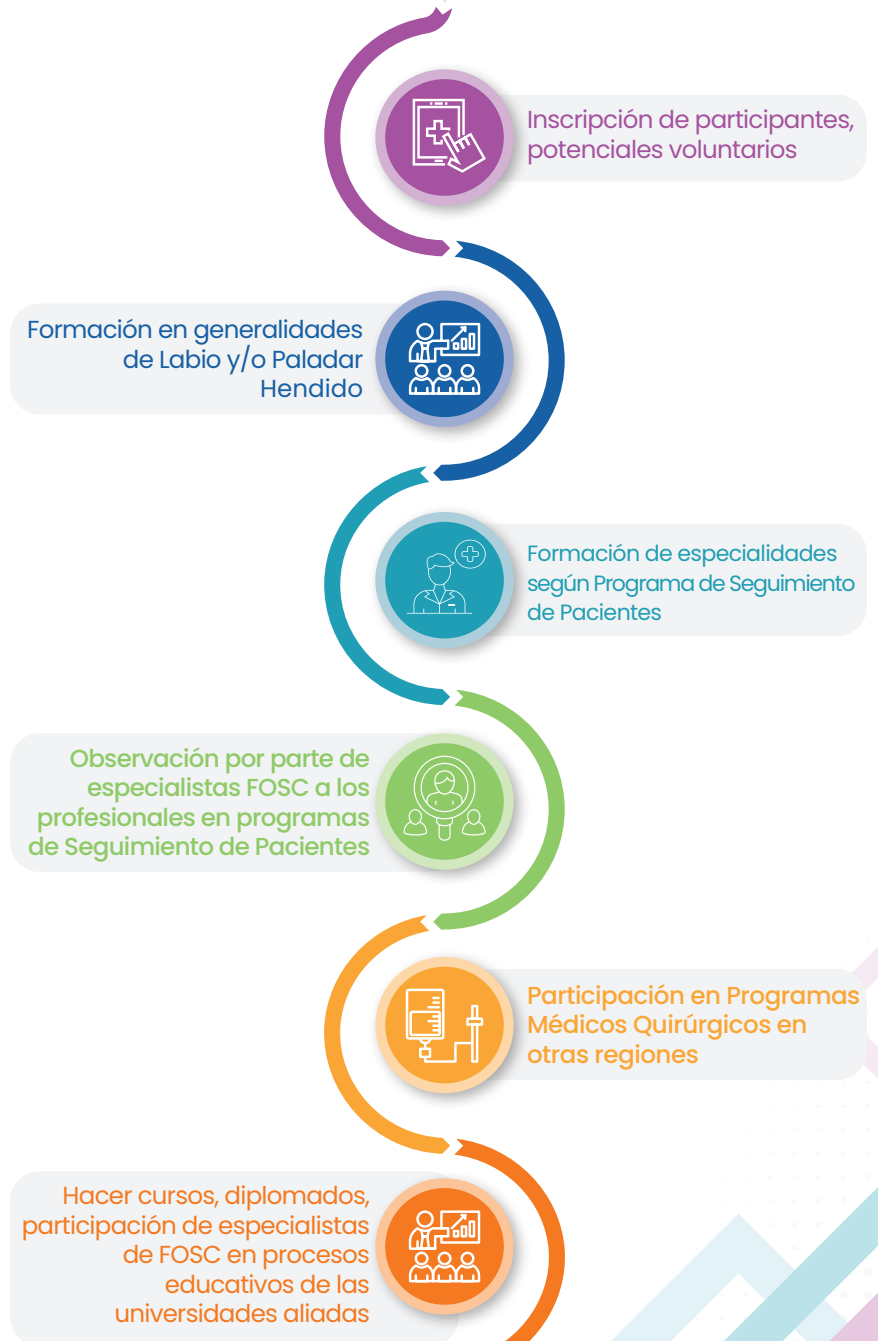 Inscripción de participantes,
potenciales voluntarios
Formación en generalidades
de Labio y/o Paladar
Hendido
Formación de especialidades
según Programa de Seguimiento
de Pacientes
Observación por parte de
especialistas FOSC a los
profesionales en programas
de Seguimiento de Pacientes
Participación en Programas
Médicos Quirúrgicos en
otras regiones
Hacer cursos, diplomados,
participación de especialistas
de FOSC en procesos
educativos de las
universidades aliadas